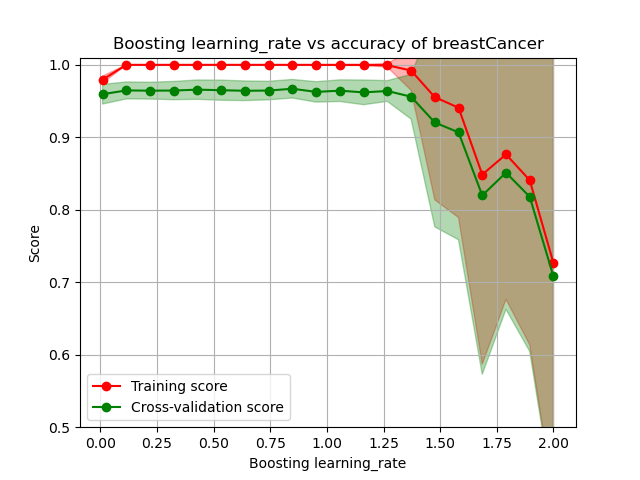 Boosting learning_rate vs accuracy of breastCancer
1.0
0.9
0.8
0.7
0.6
0.5
Score
Training score
Cross-validation score
0.00 0.25 0.50 0.75 1.00 1.25 1.50 1.75 2.00
Boosting learning_rate